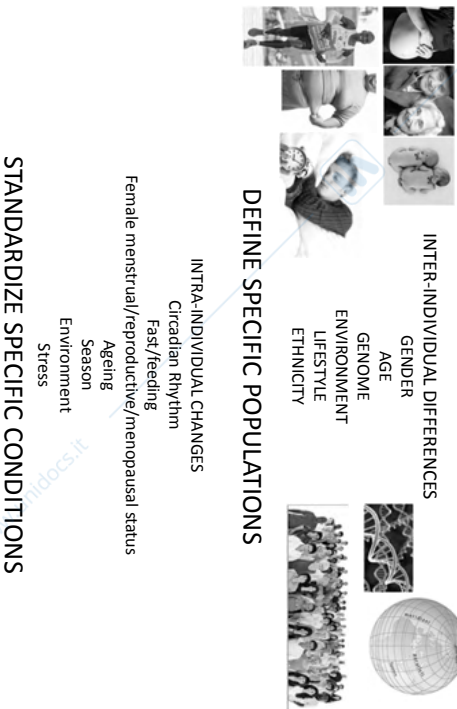 INTER-INDIVIDUAL DIFFERENCES
GENDER
AGE
GENOME
ENVIRONMENT
LIFESTYLE
ETHNICITY
DEFINE SPECIFIC POPULATIONS
INTRA-INDIVIDUAL CHANGES
Circadian Rhythm
Fast/feeding
Female menstrual/reproductive/menopausal status
Ageing
Season
Environment
Stress
STANDARDIZE SPECIFIC CONDITIONS